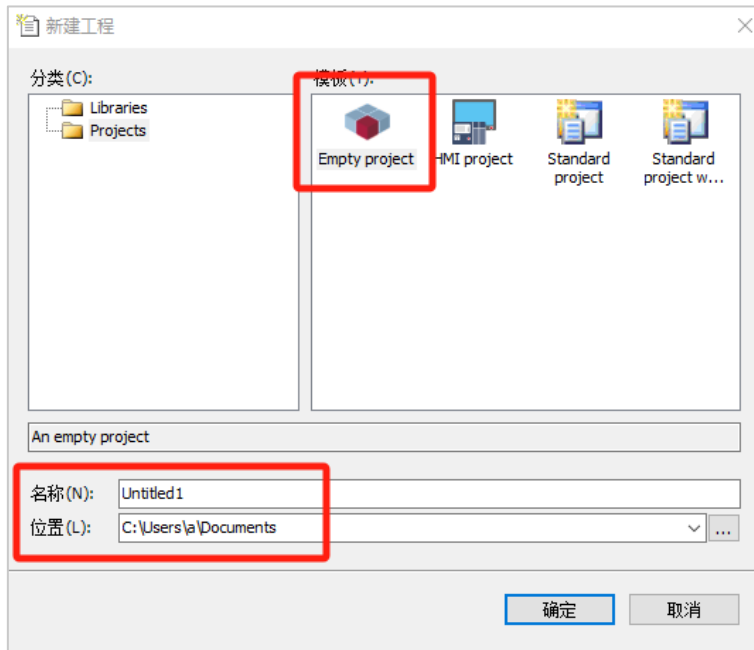 新建工程
分类(C):
模板(T):
Libraries
Projects
Empty project
HMI project
Standard
project
Standard
project w...
An empty project
名称(N):
Untitled1
位置(L):
C:\Users\a\Documents
...
确定
取消